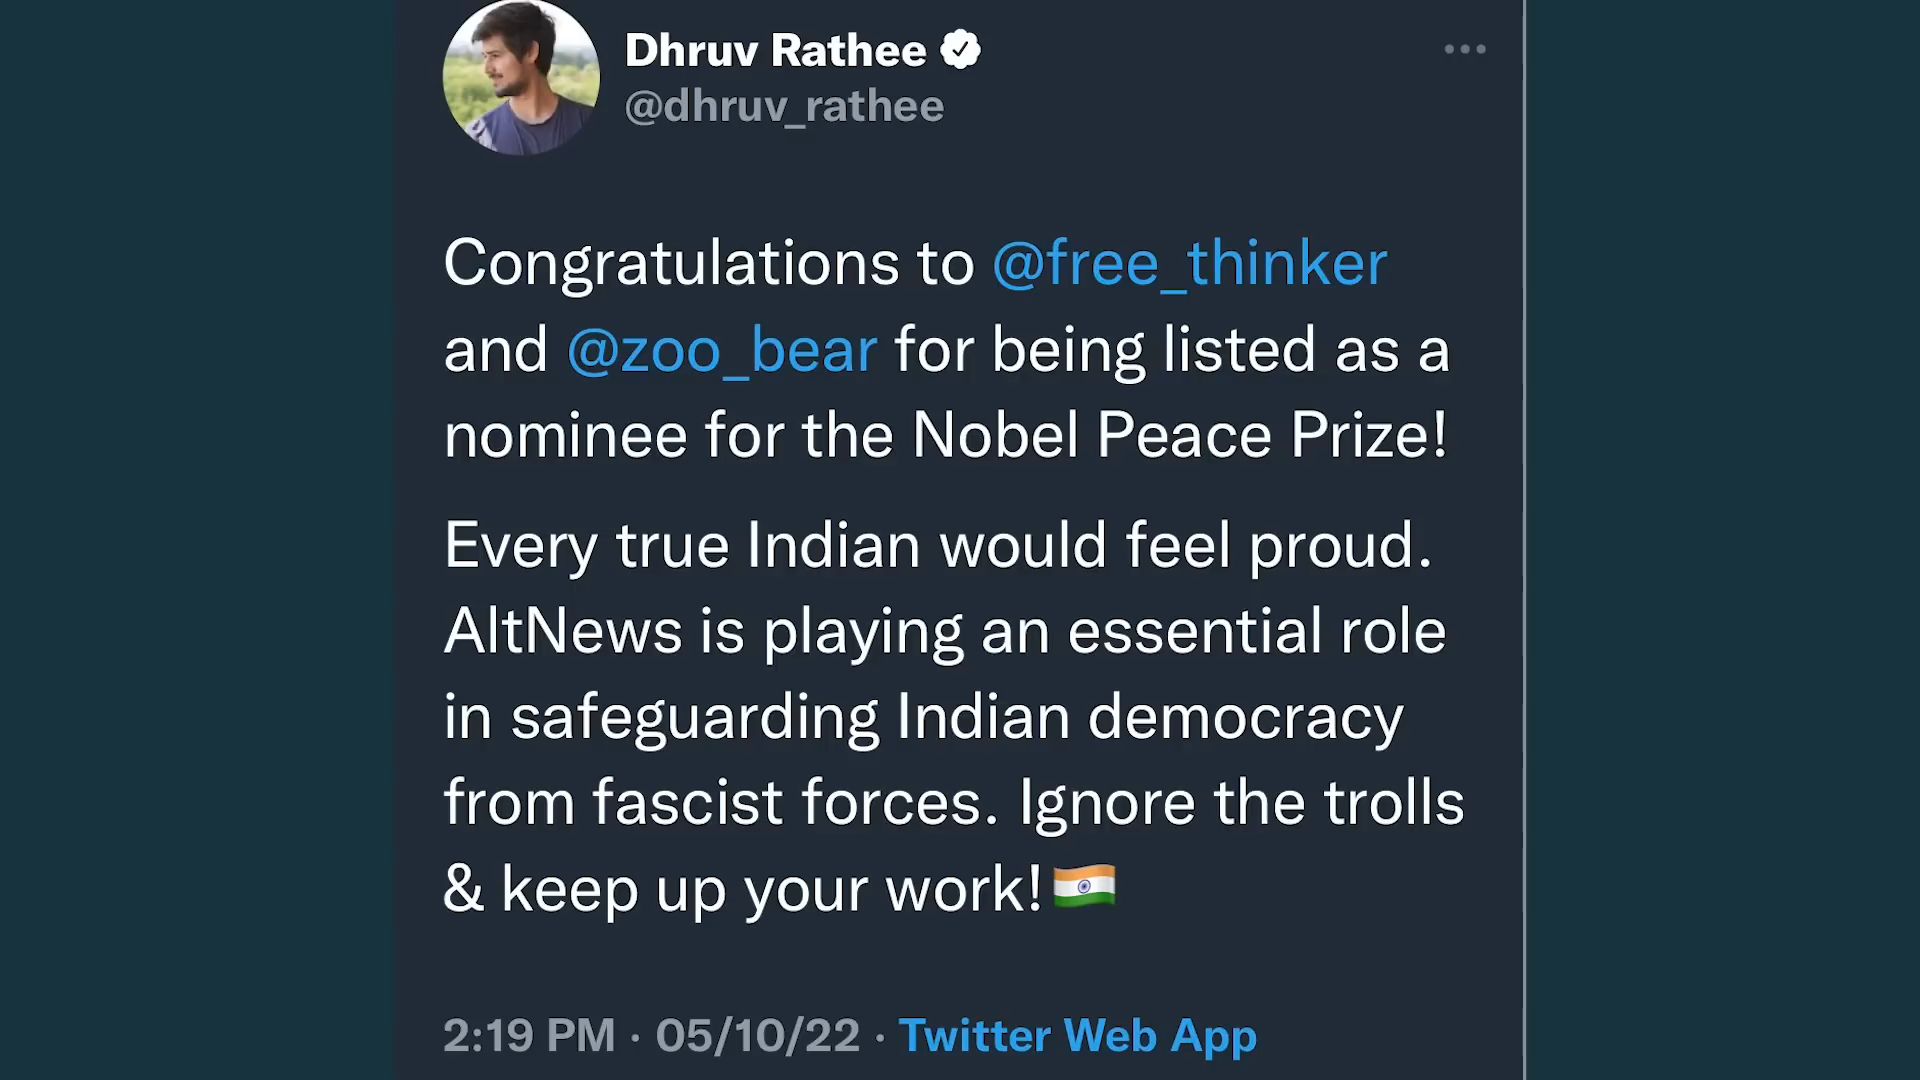 Dhruv Rathee
@dhruv_rathee
Congratulations to @free_thinker
and @zoo_bear for being listed as a
nominee for the Nobel Peace Prize!
Every true Indian would feel proud.
AltNews is playing an essential role
in safeguarding Indian democracy
from fascist forces. Ignore the trolls
& keep up your work!🇮🇳
2:19 PM · 05/10/22 · Twitter Web App